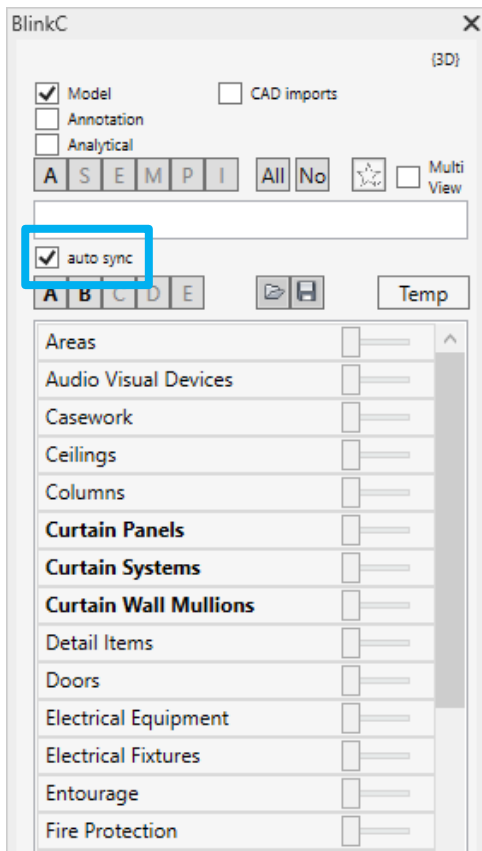 BlinkC
{3D}
Model CAD imports
Annotation
Analytical
A S E M P I All No Multi View
auto sync
A B C D E Temp
Areas
Audio Visual Devices
Casework
Ceilings
Columns
Curtain Panels
Curtain Systems
Curtain Wall Mullions
Detail Items
Doors
Electrical Equipment
Electrical Fixtures
Entourage
Fire Protection